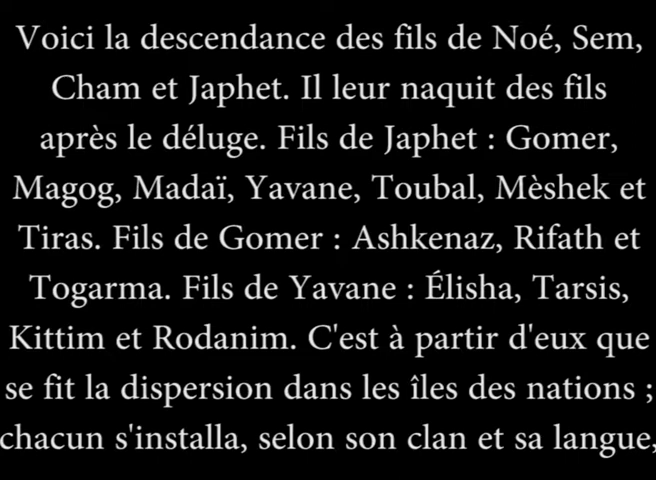 Voici la descendance des fils de Noé, Sem,
Cham et Japhet. Il leur naquit des fils
après le déluge. Fils de Japhet : Gomer,
Magog, Madaï, Yavane, Toubal, Mèshek et
Tiras. Fils de Gomer : Ashkenaz, Rifath et
Togarma. Fils de Yavane : Élisha, Tarsis,
Kittim et Rodanim. C'est à partir d'eux que
se fit la dispersion dans les îles des nations ;
chacun s'installa, selon son clan et sa langue,